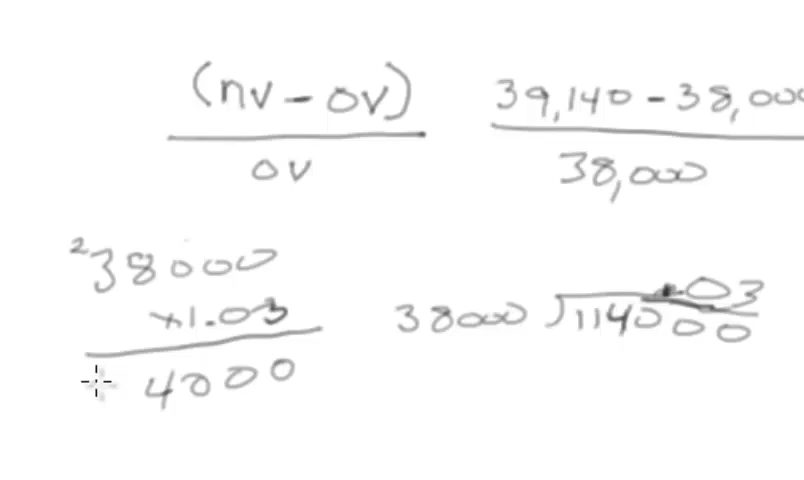 (nv - ov)
ov
39,140 - 38,000
38,000
2
38000
x1.03
4000
.03
38000)114000